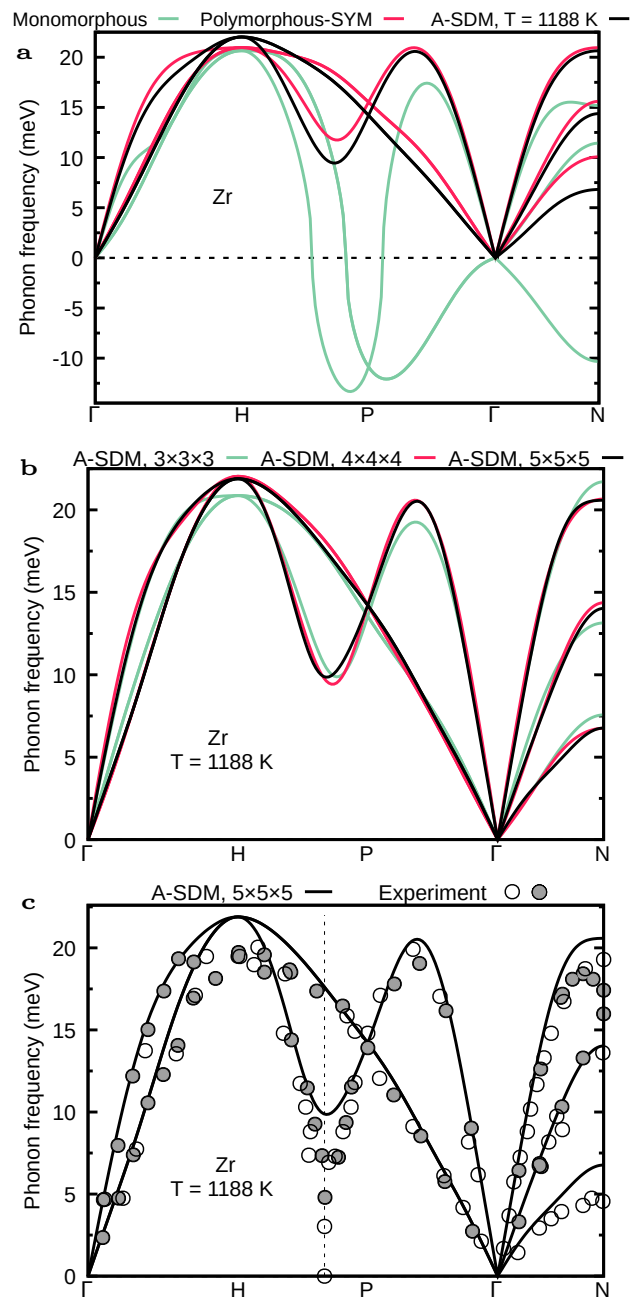 Monomorphous Polymorphous-SYM A-SDM, T = 1188 K
a
20
15
10
5
0
-5
-10
Phonon frequency (meV)
Zr
Γ H P Γ N
b
A-SDM, 3×3×3 A-SDM, 4×4×4 A-SDM, 5×5×5
20
15
10
5
0
Phonon frequency (meV)
Zr
T = 1188 K
Γ H P Γ N
c
A-SDM, 5×5×5 Experiment
20
15
10
5
0
Phonon frequency (meV)
Zr
T = 1188 K
Γ H P Γ N